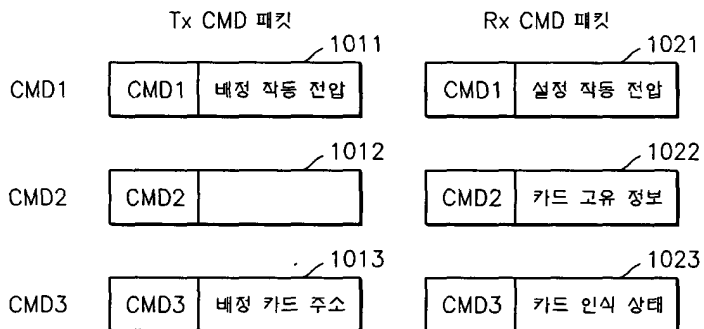 Tx CMD 패킷 Rx CMD 패킷
1011 1021
CMD1 CMD1 배정 작동 전압 CMD1 설정 작동 전압
1012 1022
CMD2 CMD2 CMD2 카드 고유 정보
1013 1023
CMD3 CMD3 배정 카드 주소 CMD3 카드 인식 상태